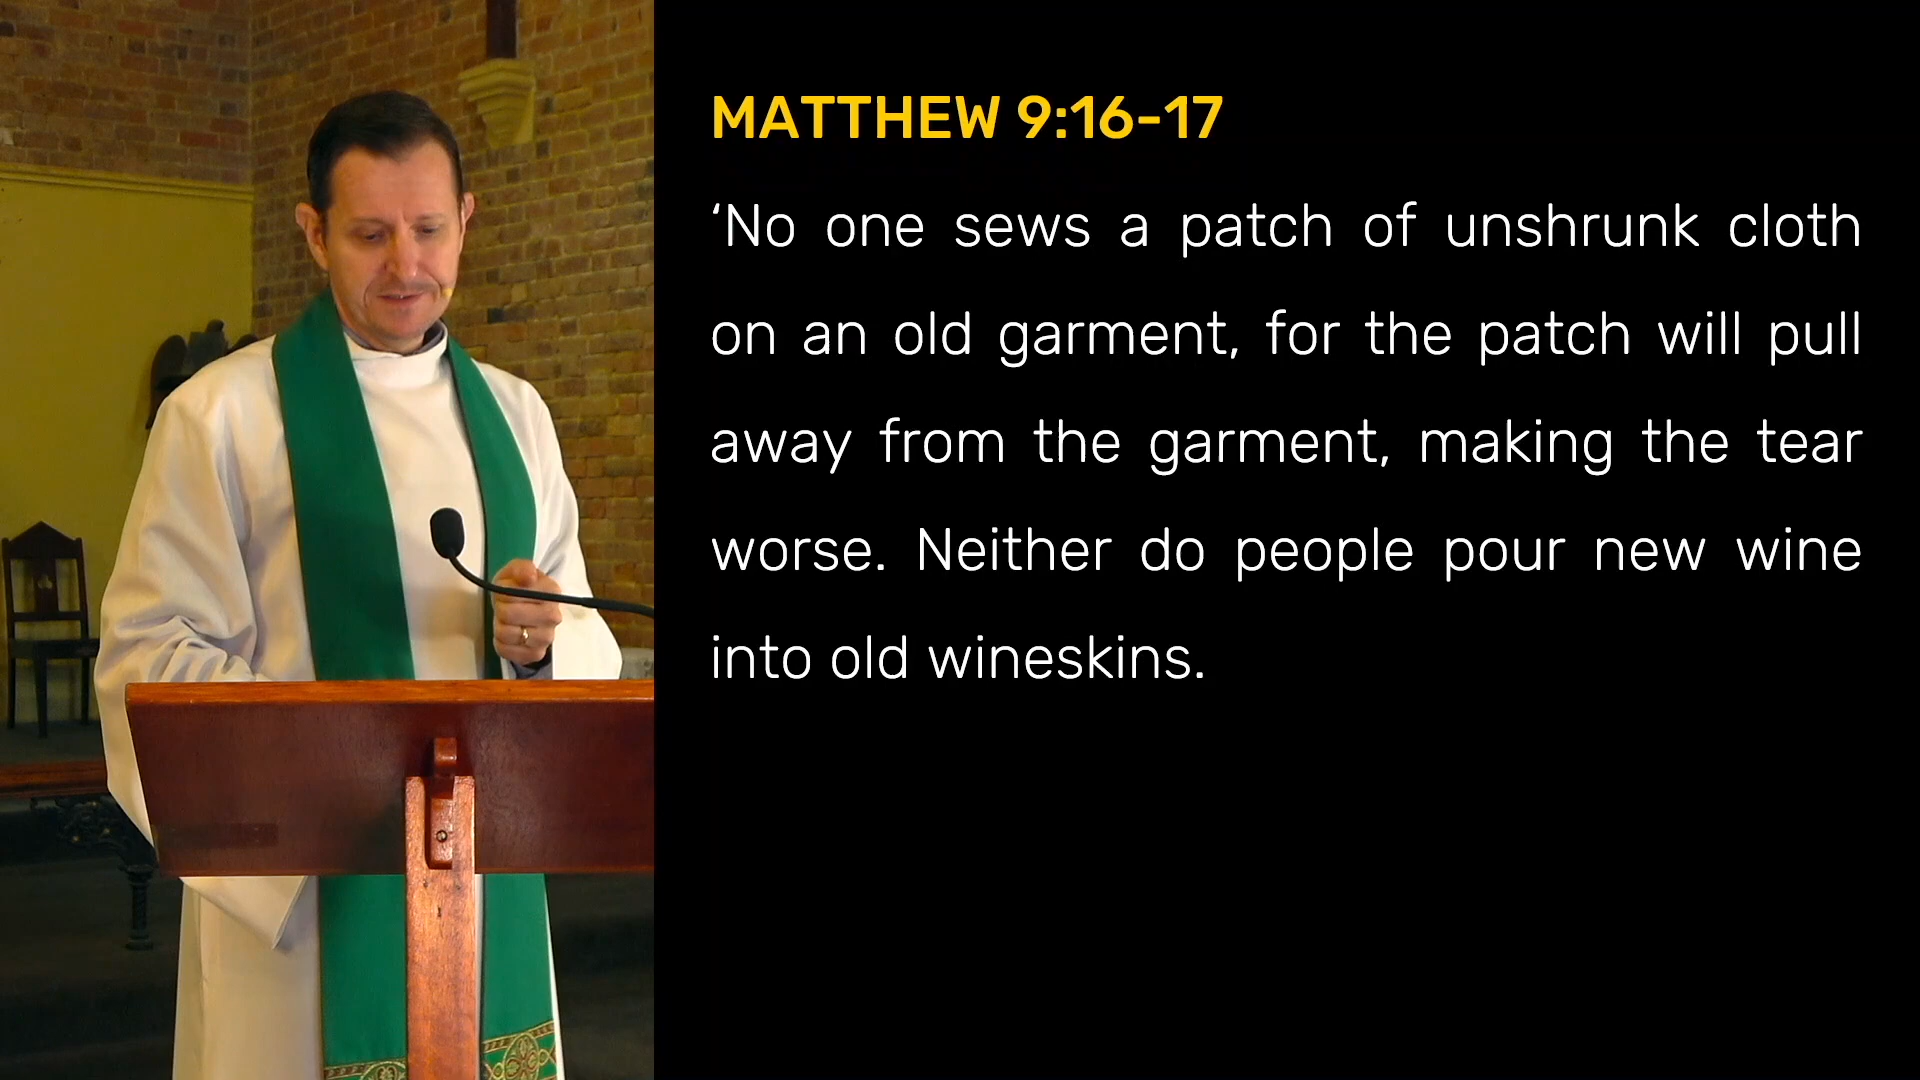 MATTHEW 9:16-17
‘No one sews a patch of unshrunk cloth
on an old garment, for the patch will pull
away from the garment, making the tear
worse. Neither do people pour new wine
into old wineskins.